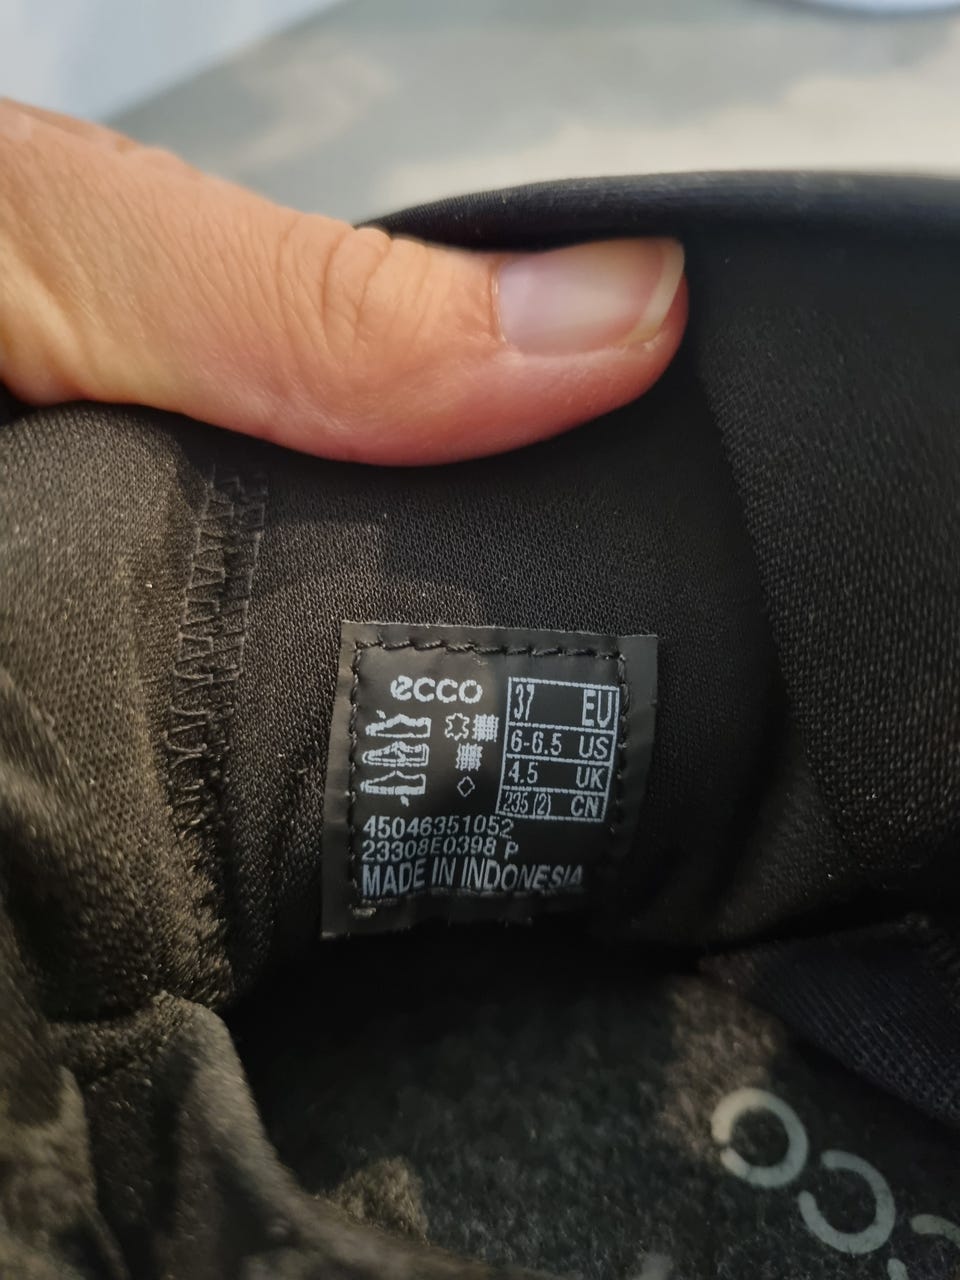 ecco
37 EU
6-6.5 US
4.5 UK
235 (2) CN
45046351052
23308E0398 P
MADE IN INDONESIA